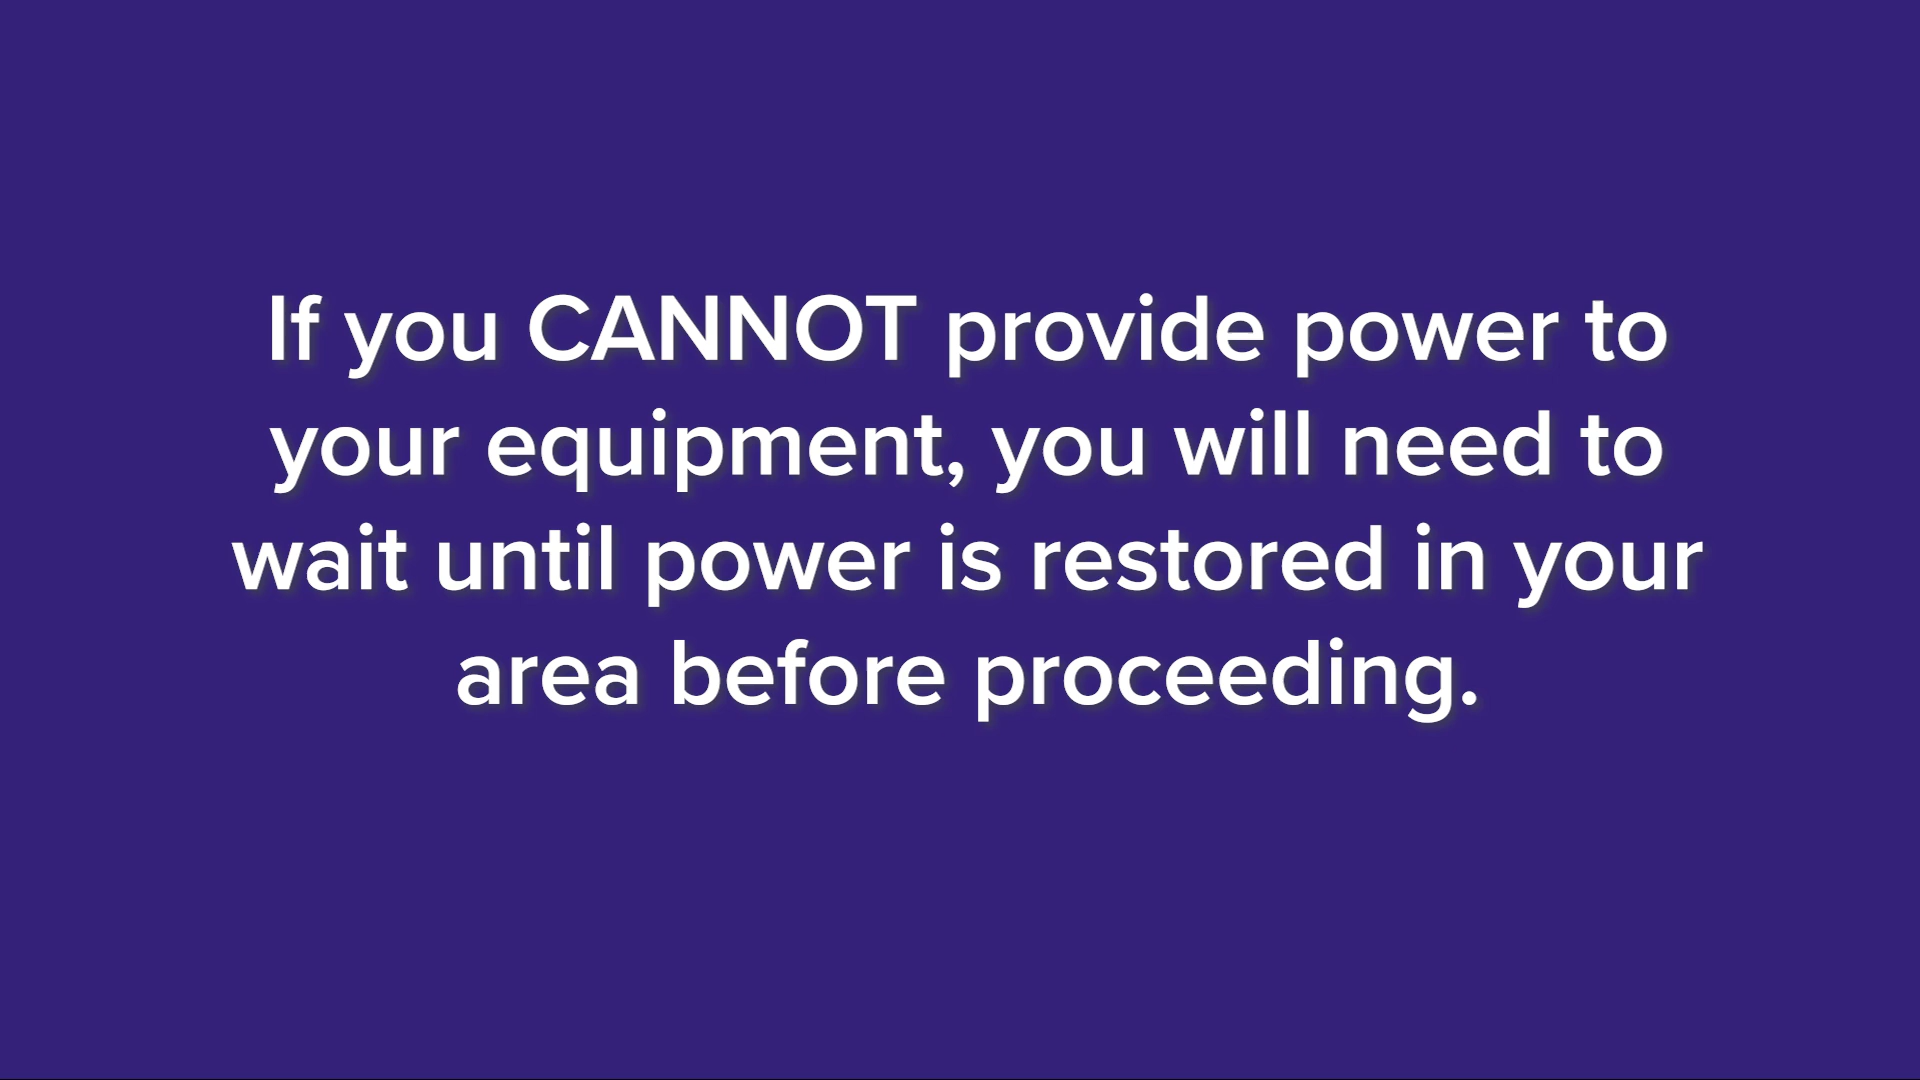 If you CANNOT provide power to
your equipment, you will need to
wait until power is restored in your
area before proceeding.